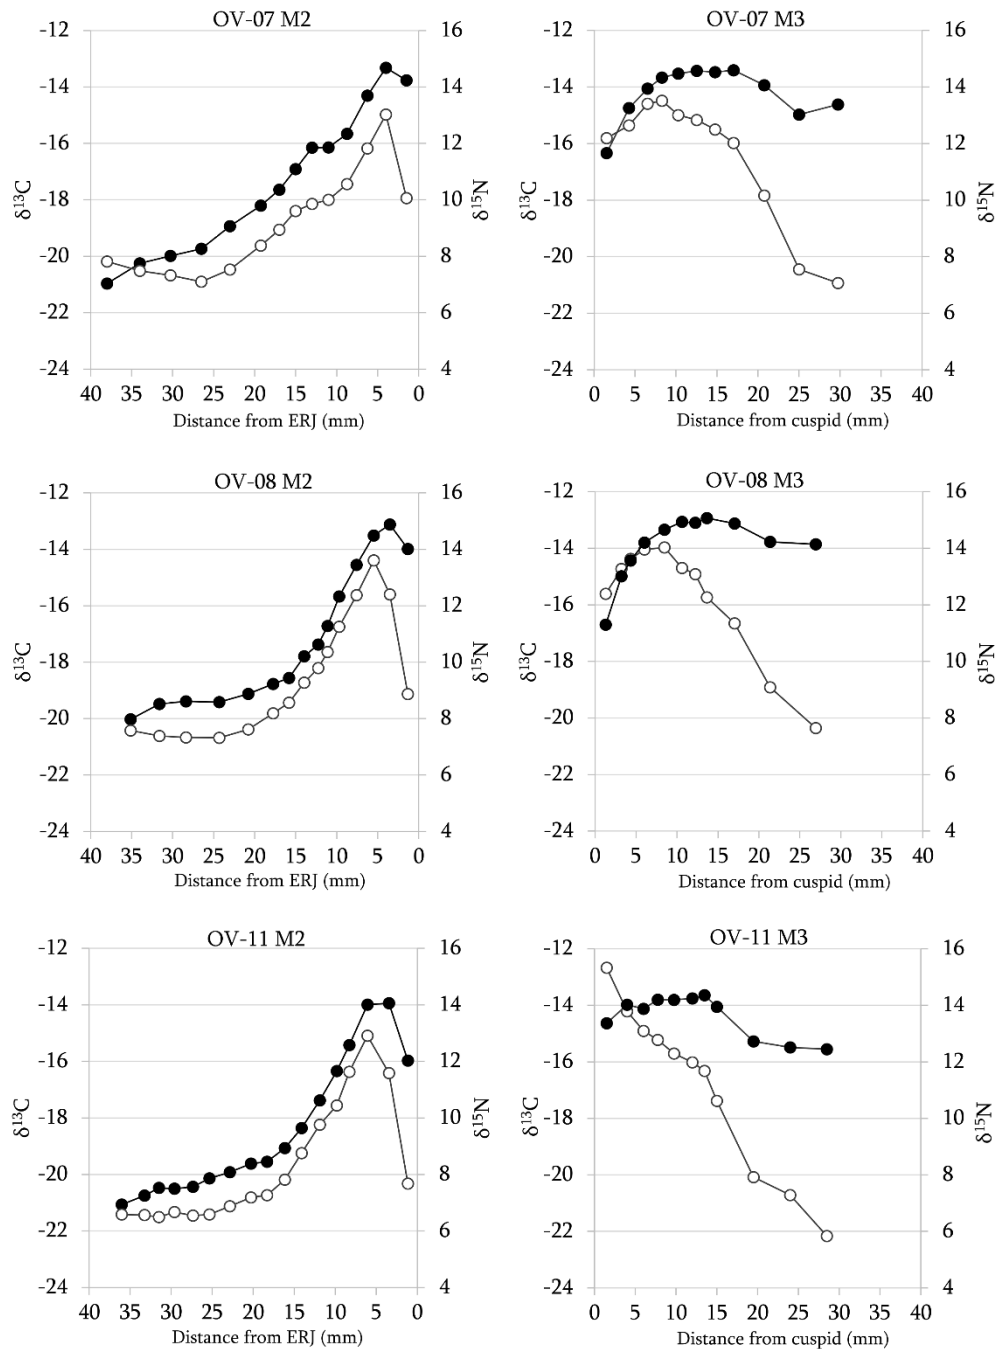 OV-07 M2
-12 16
-14 14
-16 12
-18 10
-20 8
-22 6
-24 4
δ¹³C
δ¹⁵N
40 35 30 25 20 15 10 5 0
Distance from ERJ (mm)
OV-07 M3
-12 16
-14 14
-16 12
-18 10
-20 8
-22 6
-24 4
δ¹³C
δ¹⁵N
0 5 10 15 20 25 30 35 40
Distance from cuspid (mm)
OV-08 M2
-12 16
-14 14
-16 12
-18 10
-20 8
-22 6
-24 4
δ¹³C
δ¹⁵N
40 35 30 25 20 15 10 5 0
Distance from ERJ (mm)
OV-08 M3
-12 16
-14 14
-16 12
-18 10
-20 8
-22 6
-24 4
δ¹³C
δ¹⁵N
0 5 10 15 20 25 30 35 40
Distance from cuspid (mm)
OV-11 M2
-12 16
-14 14
-16 12
-18 10
-20 8
-22 6
-24 4
δ¹³C
δ¹⁵N
40 35 30 25 20 15 10 5 0
Distance from ERJ (mm)
OV-11 M3
-12 16
-14 14
-16 12
-18 10
-20 8
-22 6
-24 4
δ¹³C
δ¹⁵N
0 5 10 15 20 25 30 35 40
Distance from cuspid (mm)